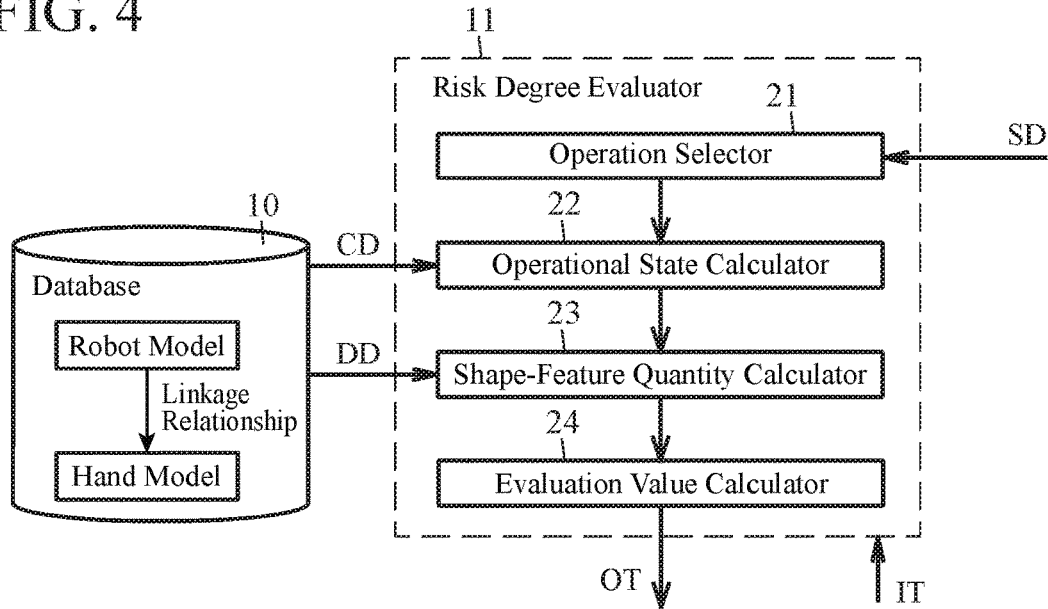 FIG. 4
11
Risk Degree Evaluator
21
SD
Operation Selector
10
22
CD
Operational State Calculator
Database
23
Robot Model
DD
Shape-Feature Quantity Calculator
Linkage
Relationship
24
Hand Model
Evaluation Value Calculator
OT
IT